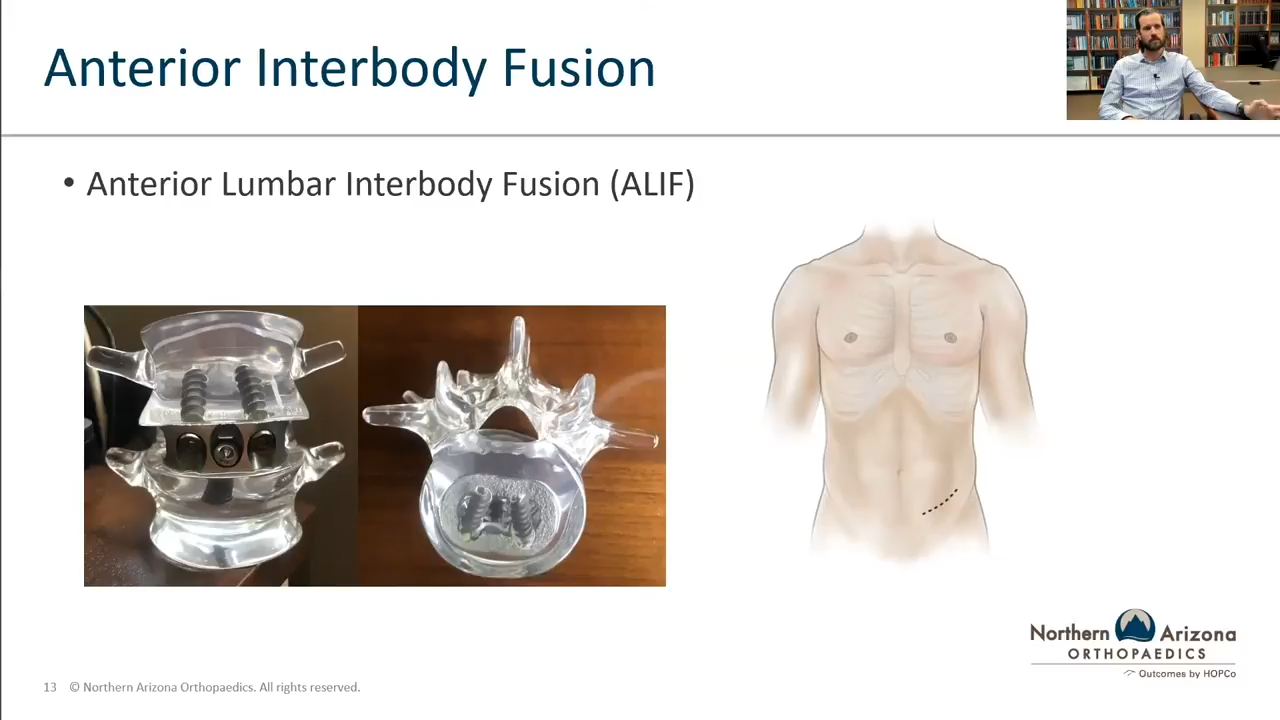 Anterior Interbody Fusion
• Anterior Lumbar Interbody Fusion (ALIF)
Northern Arizona
ORTHOPAEDICS
Outcomes by HOPCo
13 © Northern Arizona Orthopaedics. All rights reserved.